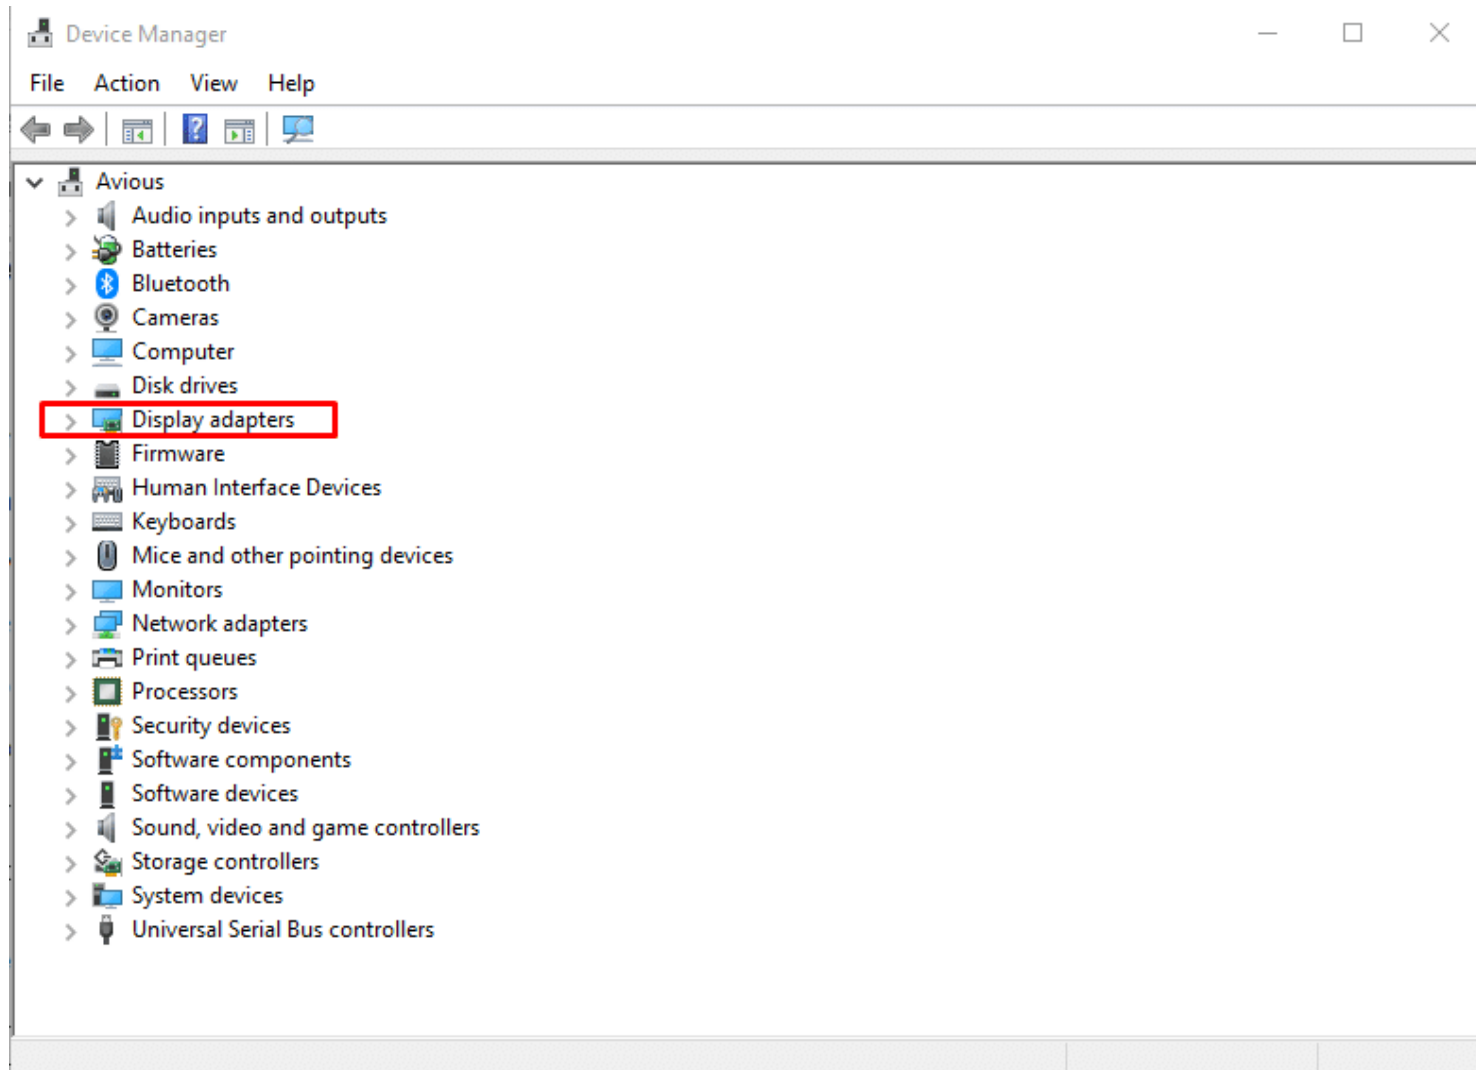 Device Manager
File Action View Help
Avious
Audio inputs and outputs
Batteries
Bluetooth
Cameras
Computer
Disk drives
Display adapters
Firmware
Human Interface Devices
Keyboards
Mice and other pointing devices
Monitors
Network adapters
Print queues
Processors
Security devices
Software components
Software devices
Sound, video and game controllers
Storage controllers
System devices
Universal Serial Bus controllers